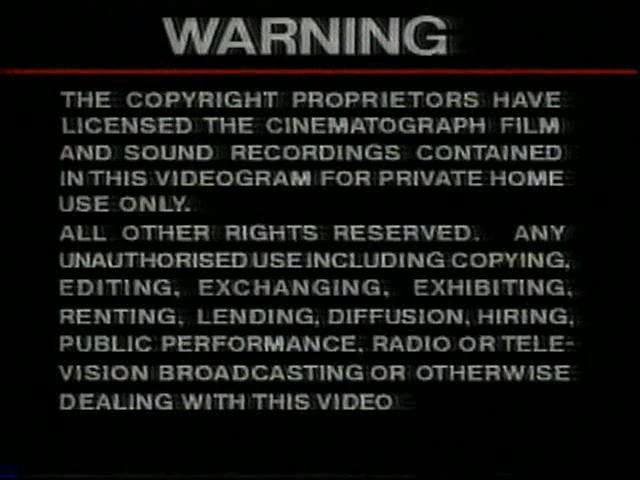 WARNING
THE COPYRIGHT PROPRIETORS HAVE
LICENSED THE CINEMATOGRAPH FILM
AND SOUND RECORDINGS CONTAINED
IN THIS VIDEOGRAM FOR PRIVATE HOME
USE ONLY.
ALL OTHER RIGHTS RESERVED. ANY
UNAUTHORISED USE INCLUDING COPYING,
EDITING, EXCHANGING, EXHIBITING,
RENTING, LENDING, DIFFUSION, HIRING,
PUBLIC PERFORMANCE, RADIO OR TELE-
VISION BROADCASTING OR OTHERWISE
DEALING WITH THIS VIDEO